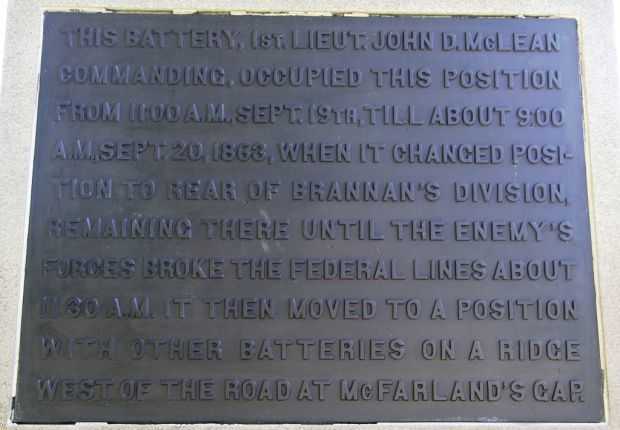 THIS BATTERY, 1ST. LIEUT. JOHN D. McLEAN
COMMANDING, OCCUPIED THIS POSITION
FROM 11:00 A.M., SEPT. 19TH, TILL ABOUT 9:00
A.M., SEPT. 20, 1863, WHEN IT CHANGED POSI-
TION TO REAR OF BRANNAN'S DIVISION,
REMAINING THERE UNTIL THE ENEMY'S
FORCES BROKE THE FEDERAL LINES ABOUT
11:30 A.M. IT THEN MOVED TO A POSITION
WITH OTHER BATTERIES ON A RIDGE
WEST OF THE ROAD AT McFARLAND'S GAP.